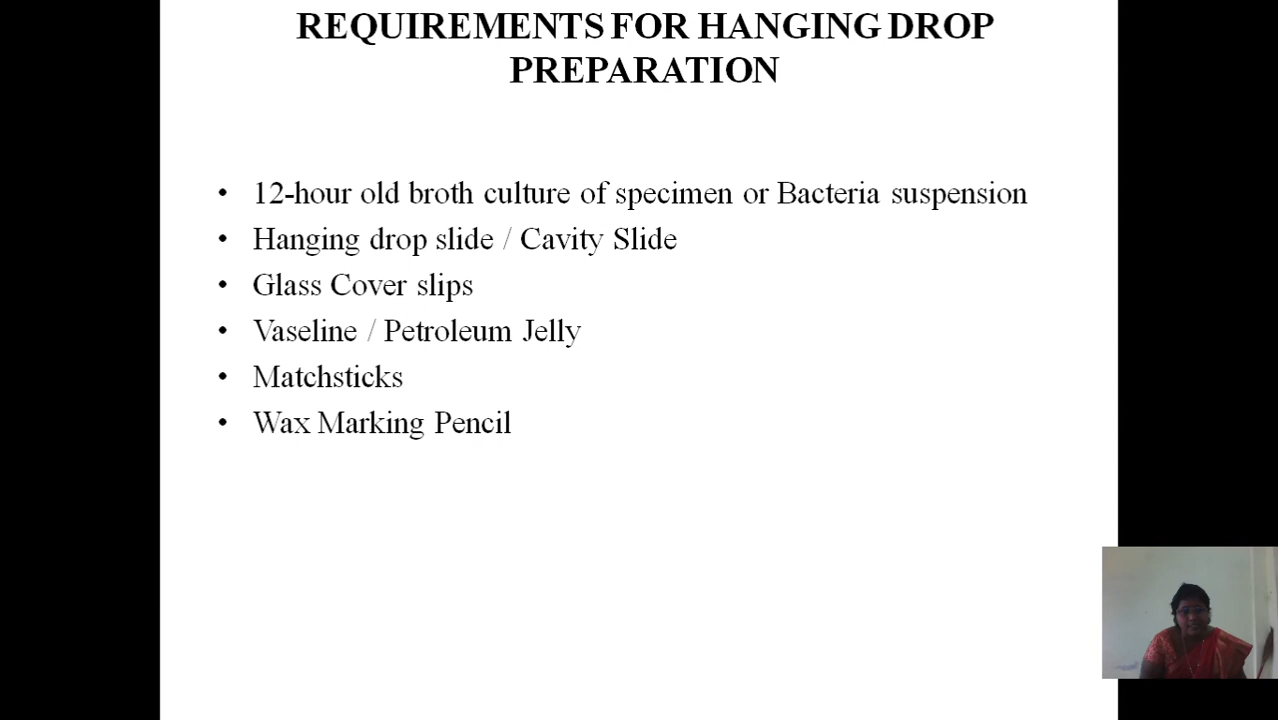 REQUIREMENTS FOR HANGING DROP
PREPARATION
• 12-hour old broth culture of specimen or Bacteria suspension
• Hanging drop slide / Cavity Slide
• Glass Cover slips
• Vaseline / Petroleum Jelly
• Matchsticks
• Wax Marking Pencil